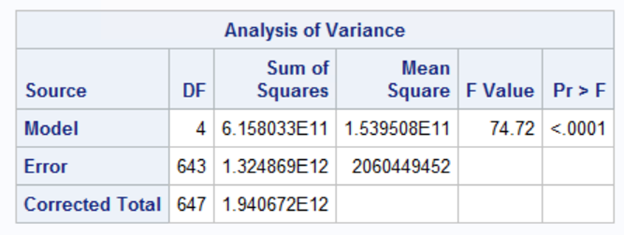 Analysis of Variance
Source DF Sum of Squares Mean Square F Value Pr > F
Model 4 6.158033E11 1.539508E11 74.72 <.0001
Error 643 1.324869E12 2060449452
Corrected Total 647 1.940672E12